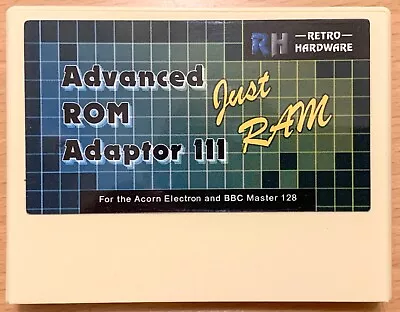 RH
—RETRO—
HARDWARE
Advanced
ROM
Adaptor III
Just
RAM
For the Acorn Electron and BBC Master 128